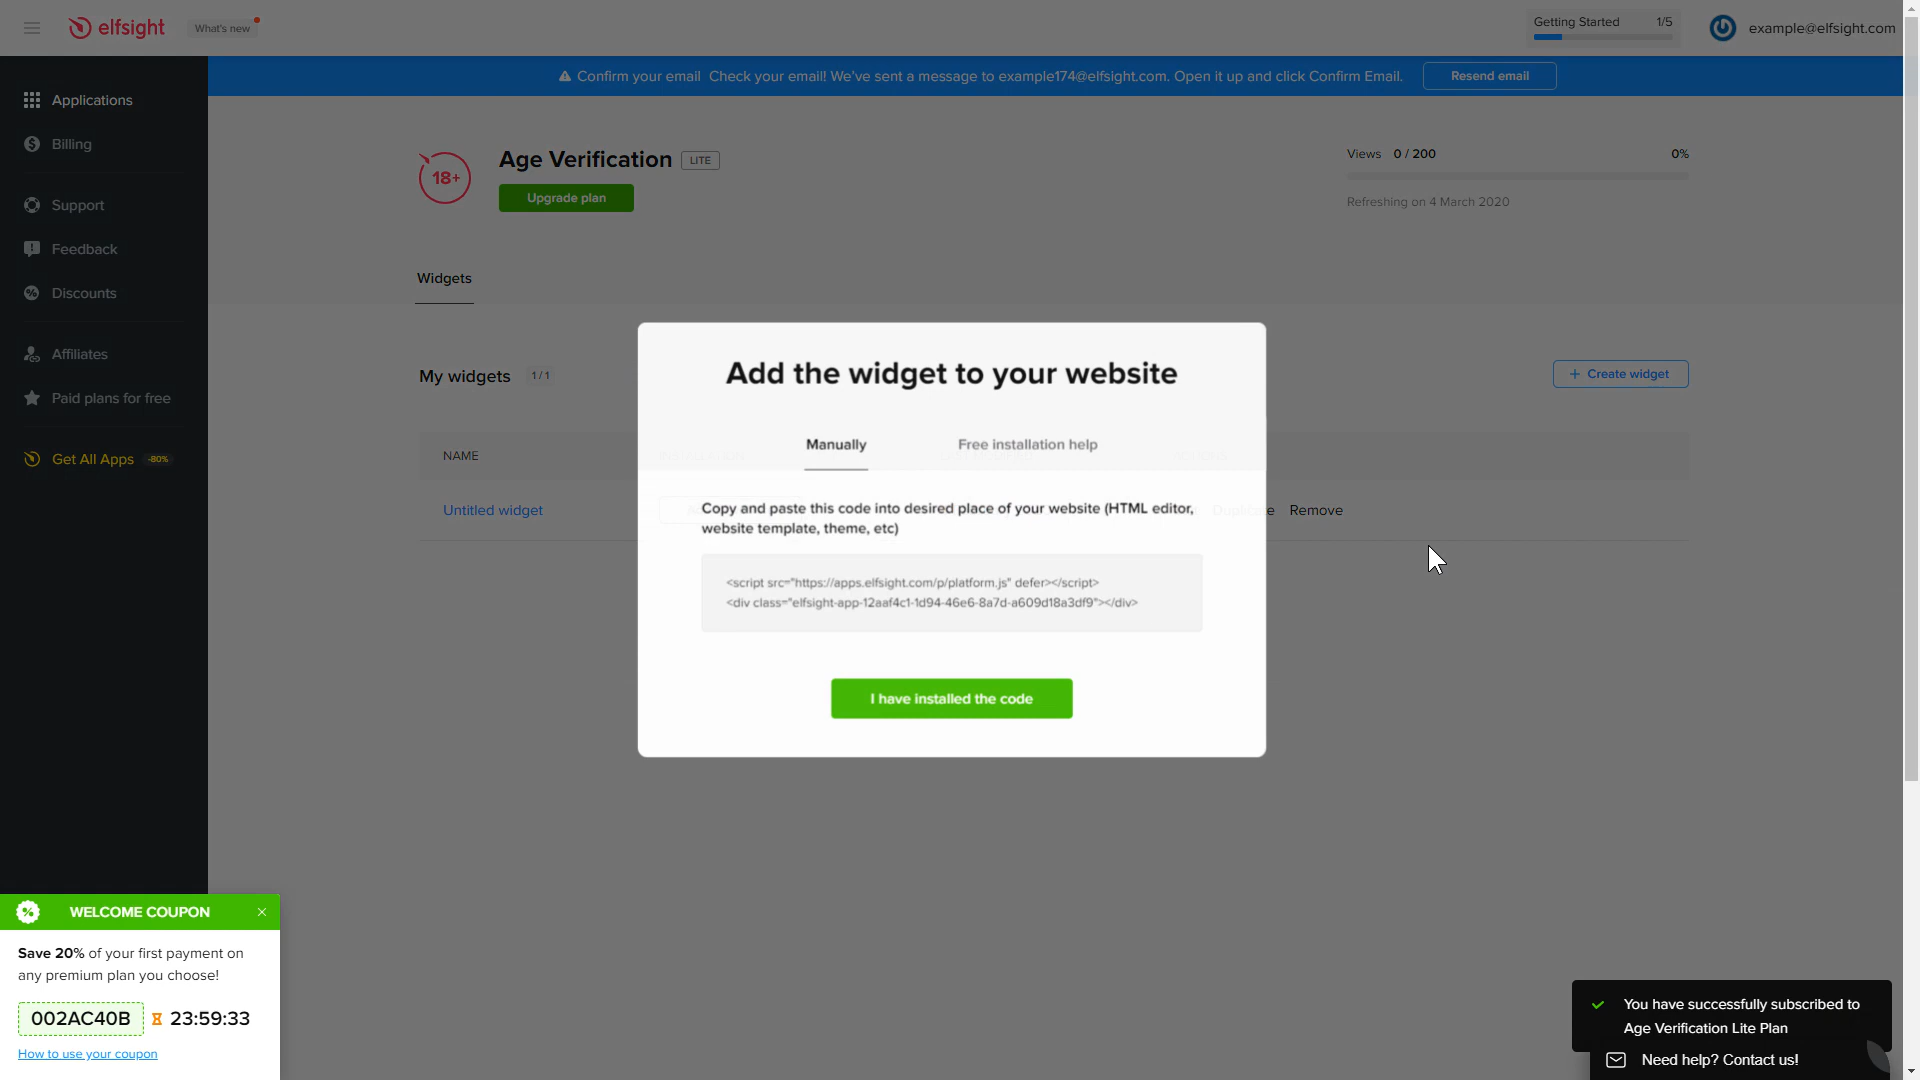 elfsight
What's new
Getting Started 1/5
example@elfsight.com
Confirm your email Check your email! We've sent a message to example174@elfsight.com. Open it up and click Confirm Email.
Resend email
Applications
Billing
Support
Feedback
Discounts
Affiliates
Paid plans for free
Get All Apps -80%
18+
Age Verification LITE
Upgrade plan
Views 0 / 200 0%
Refreshing on 4 March 2020
Widgets
My widgets 1 / 1
+ Create widget
NAME
Untitled widget
Duplicate Remove
Add the widget to your website
Manually
Free installation help
Copy and paste this code into desired place of your website (HTML editor,
website template, theme, etc)
<script src="https://apps.elfsight.com/p/platform.js" defer></script>
<div class="elfsight-app-12aaf4c1-1d94-46e6-8a7d-a609d18a3df9"></div>
I have installed the code
WELCOME COUPON
Save 20% of your first payment on
any premium plan you choose!
002AC40B 23:59:33
How to use your coupon
You have successfully subscribed to
Age Verification Lite Plan
Need help? Contact us!